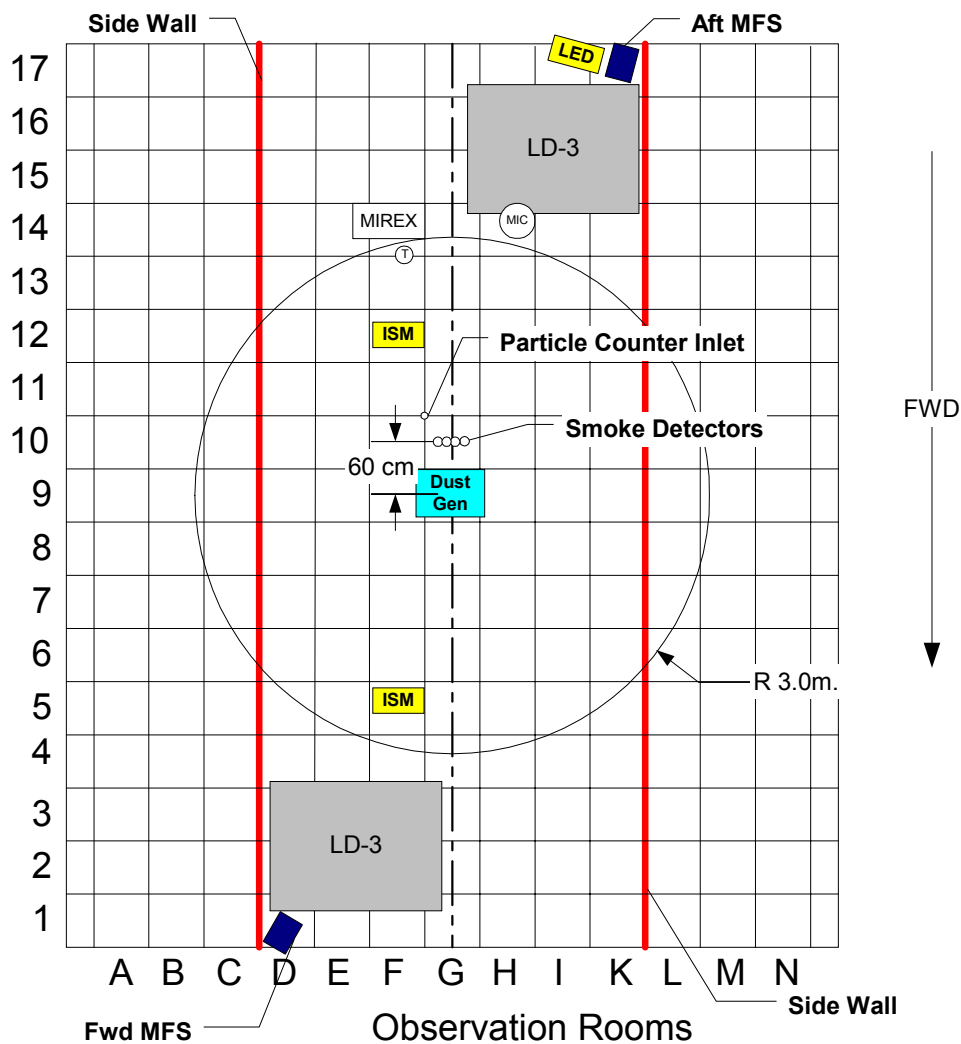 Side Wall
Aft MFS
17
LED
16
LD-3
15
14
MIREX
MIC
13
T
12
ISM
Particle Counter Inlet
11
FWD
10
Smoke Detectors
60 cm
9
Dust
Gen
8
7
6
R 3.0m.
5
ISM
4
3
LD-3
2
1
A B C D E F G H I K L M N
Side Wall
Fwd MFS
Observation Rooms